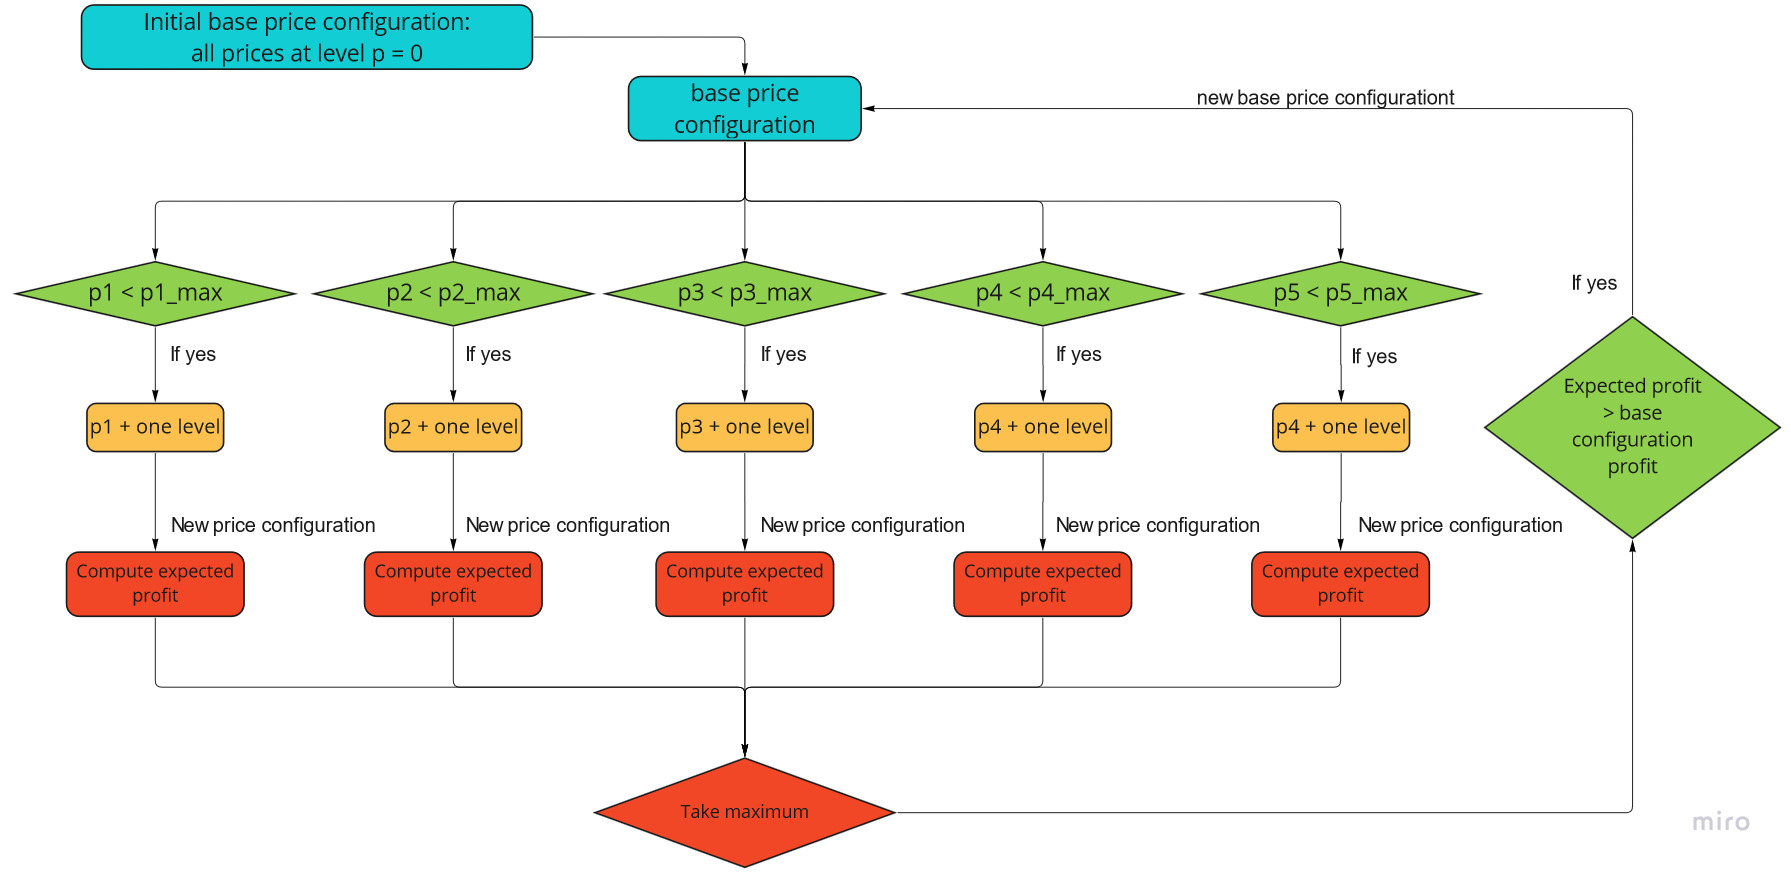 Initial base price configuration:
all prices at level p = 0
base price
configuration
new base price configurationt
p1 < p1_max
p2 < p2_max
p3 < p3_max
p4 < p4_max
p5 < p5_max
If yes
If yes
If yes
If yes
If yes
If yes
p1 + one level
p2 + one level
p3 + one level
p4 + one level
p4 + one level
Expected profit
> base
configuration
profit
New price configuration
New price configuration
New price configuration
New price configuration
New price configuration
Compute expected
profit
Compute expected
profit
Compute expected
profit
Compute expected
profit
Compute expected
profit
Take maximum
miro